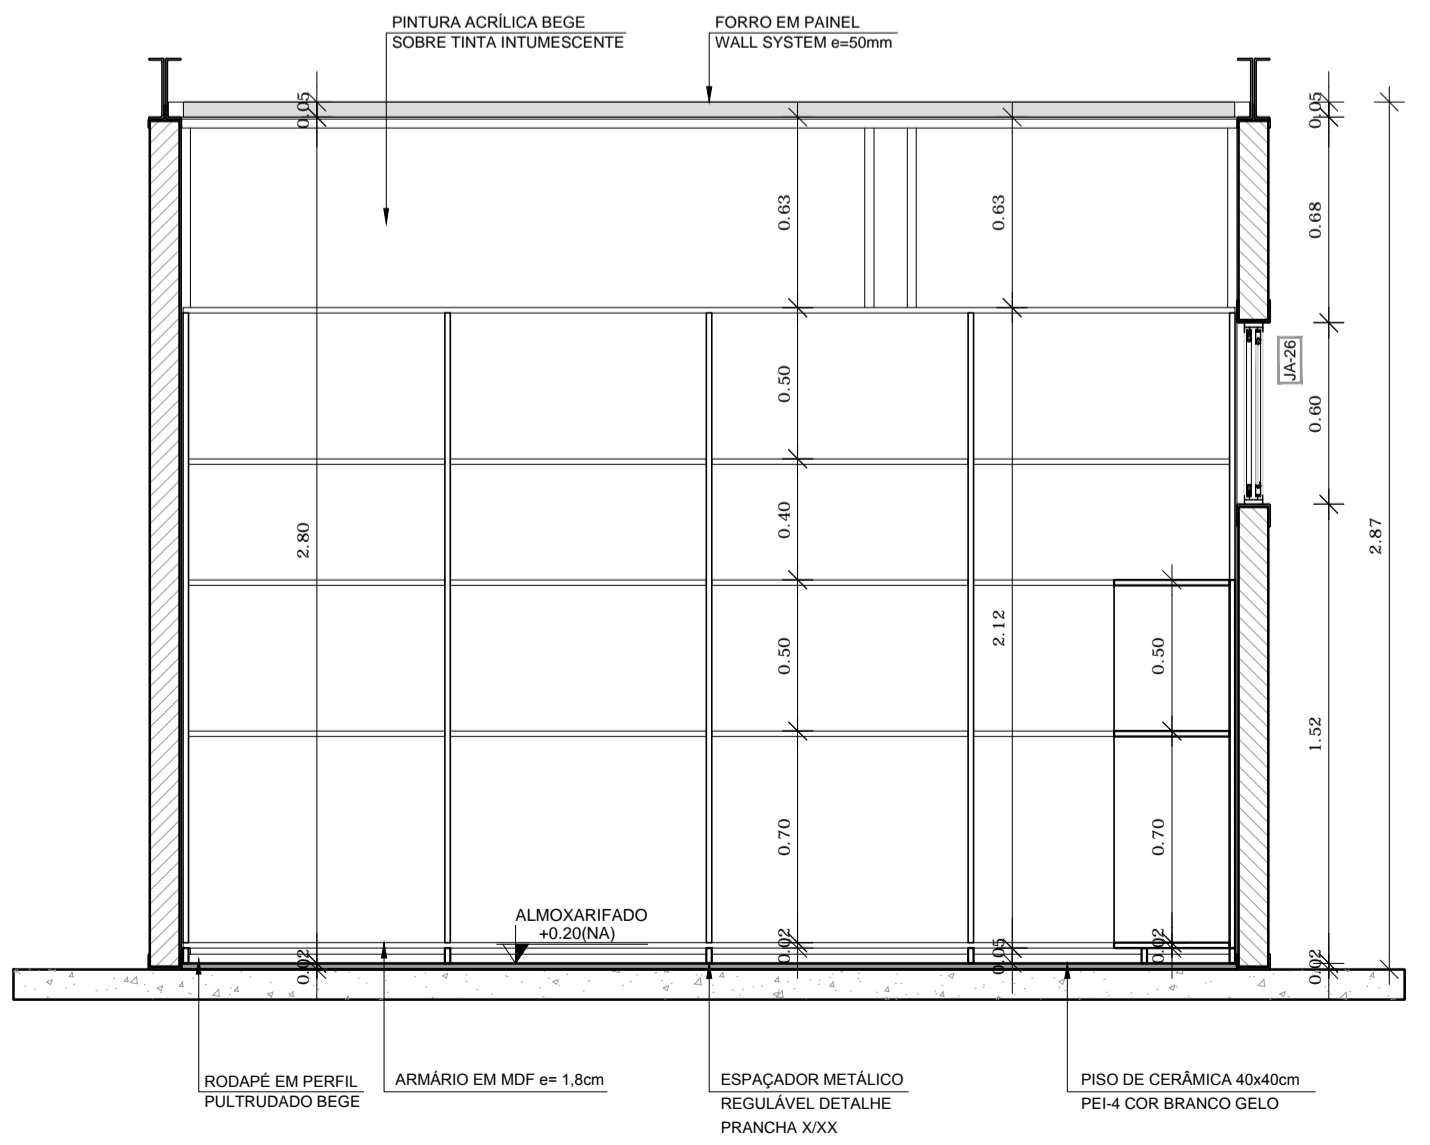 PINTURA ACRÍLICA BEGE
SOBRE TINTA INTUMESCENTE
FORRO EM PAINEL
WALL SYSTEM e=50mm
0.05
0.05
0.63
0.63
0.68
JA-26
0.50
0.60
0.40
2.80
2.87
2.12
0.50
0.50
1.52
0.70
0.70
ALMOXARIFADO
+0.20(NA)
0.02
0.02
0.05
0.02
0.02
RODAPÉ EM PERFIL
PULTRUDADO BEGE
ARMÁRIO EM MDF e= 1,8cm
ESPAÇADOR METÁLICO
REGULÁVEL DETALHE
PRANCHA X/XX
PISO DE CERÂMICA 40x40cm
PEI-4 COR BRANCO GELO